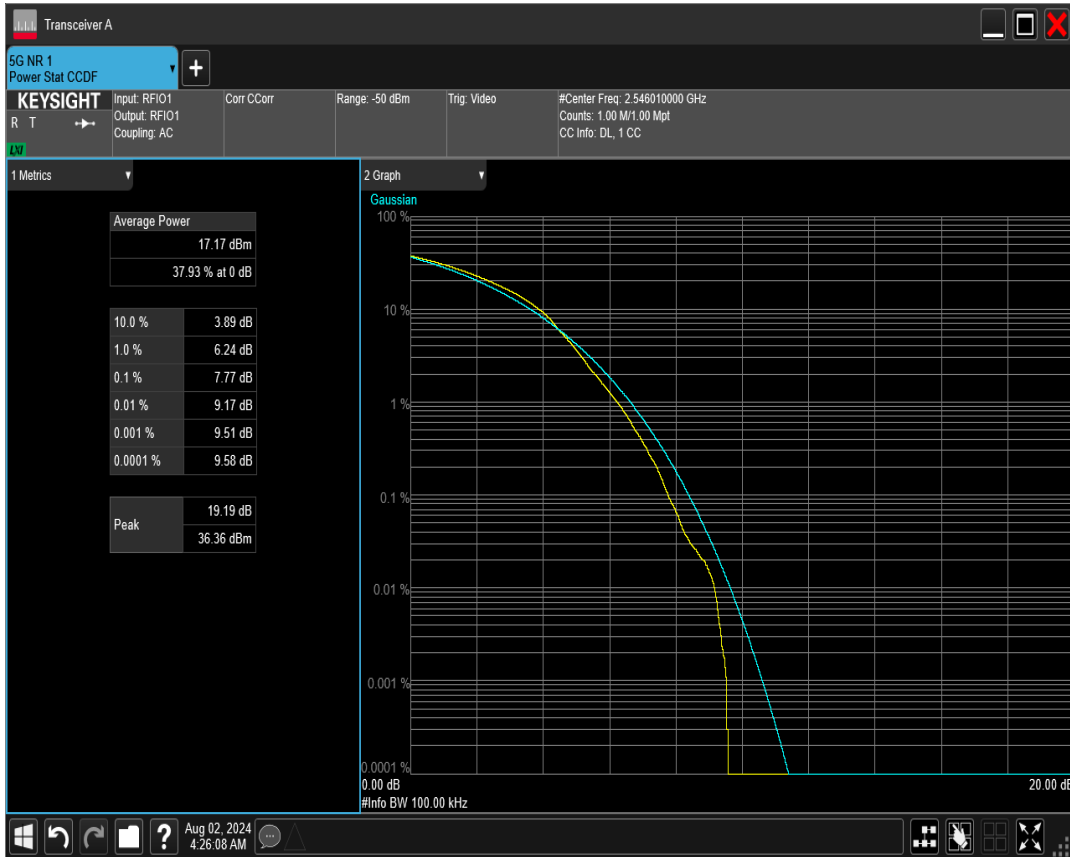 Transceiver A
5G NR 1
Power Stat CCDF
KEYSIGHT
R T
LXI
Input: RFIO1
Output: RFIO1
Coupling: AC
Corr CCorr
Range: -50 dBm
Trig: Video
#Center Freq: 2.546010000 GHz
Counts: 1.00 M/1.00 Mpt
CC Info: DL, 1 CC
1 Metrics
Average Power
17.17 dBm
37.93 % at 0 dB
10.0 % 3.89 dB
1.0 % 6.24 dB
0.1 % 7.77 dB
0.01 % 9.17 dB
0.001 % 9.51 dB
0.0001 % 9.58 dB
Peak
19.19 dB
36.36 dBm
2 Graph
Gaussian
100 %
10 %
1 %
0.1 %
0.01 %
0.001 %
0.0001 %
0.00 dB
20.00 dB
#Info BW 100.00 kHz
Aug 02, 2024
4:26:08 AM